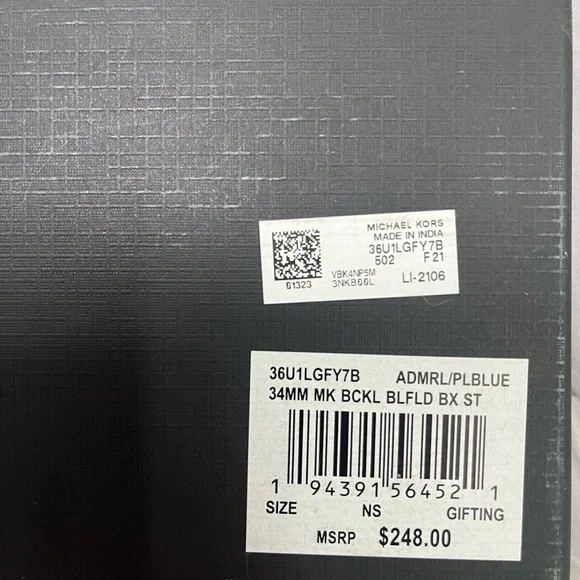 MICHAEL KORS
MADE IN INDIA
36U1LGFY7B
502 F21
VBK4NP5M
01323 3NKB00L LI-2106
36U1LGFY7B ADMRL/PLBLUE
34MM MK BCKL BLFLD BX ST
1 94391 56452 1
SIZE NS GIFTING
MSRP $248.00